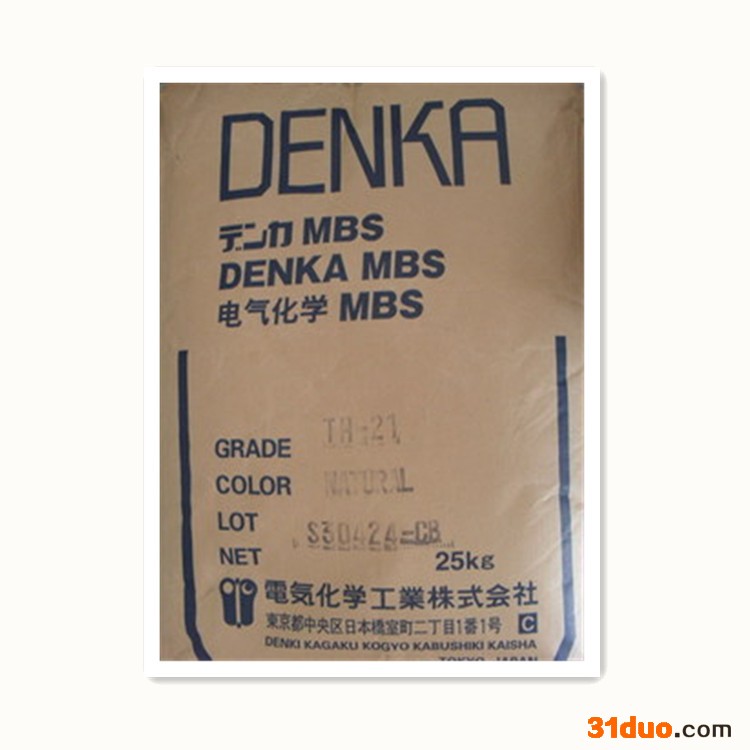 DENKA
デンカ MBS
DENKA MBS
电气化学 MBS
GRADE TH-21
COLOR NATURAL
LOT S30424-CB
NET 25kg
電気化学工業株式会社
東京都中央区日本橋室町二丁目1番1号 C
DENKI KAGAKU KOGYO KABUSHIKI KAISHA
TOKYO JAPAN
31duo.com